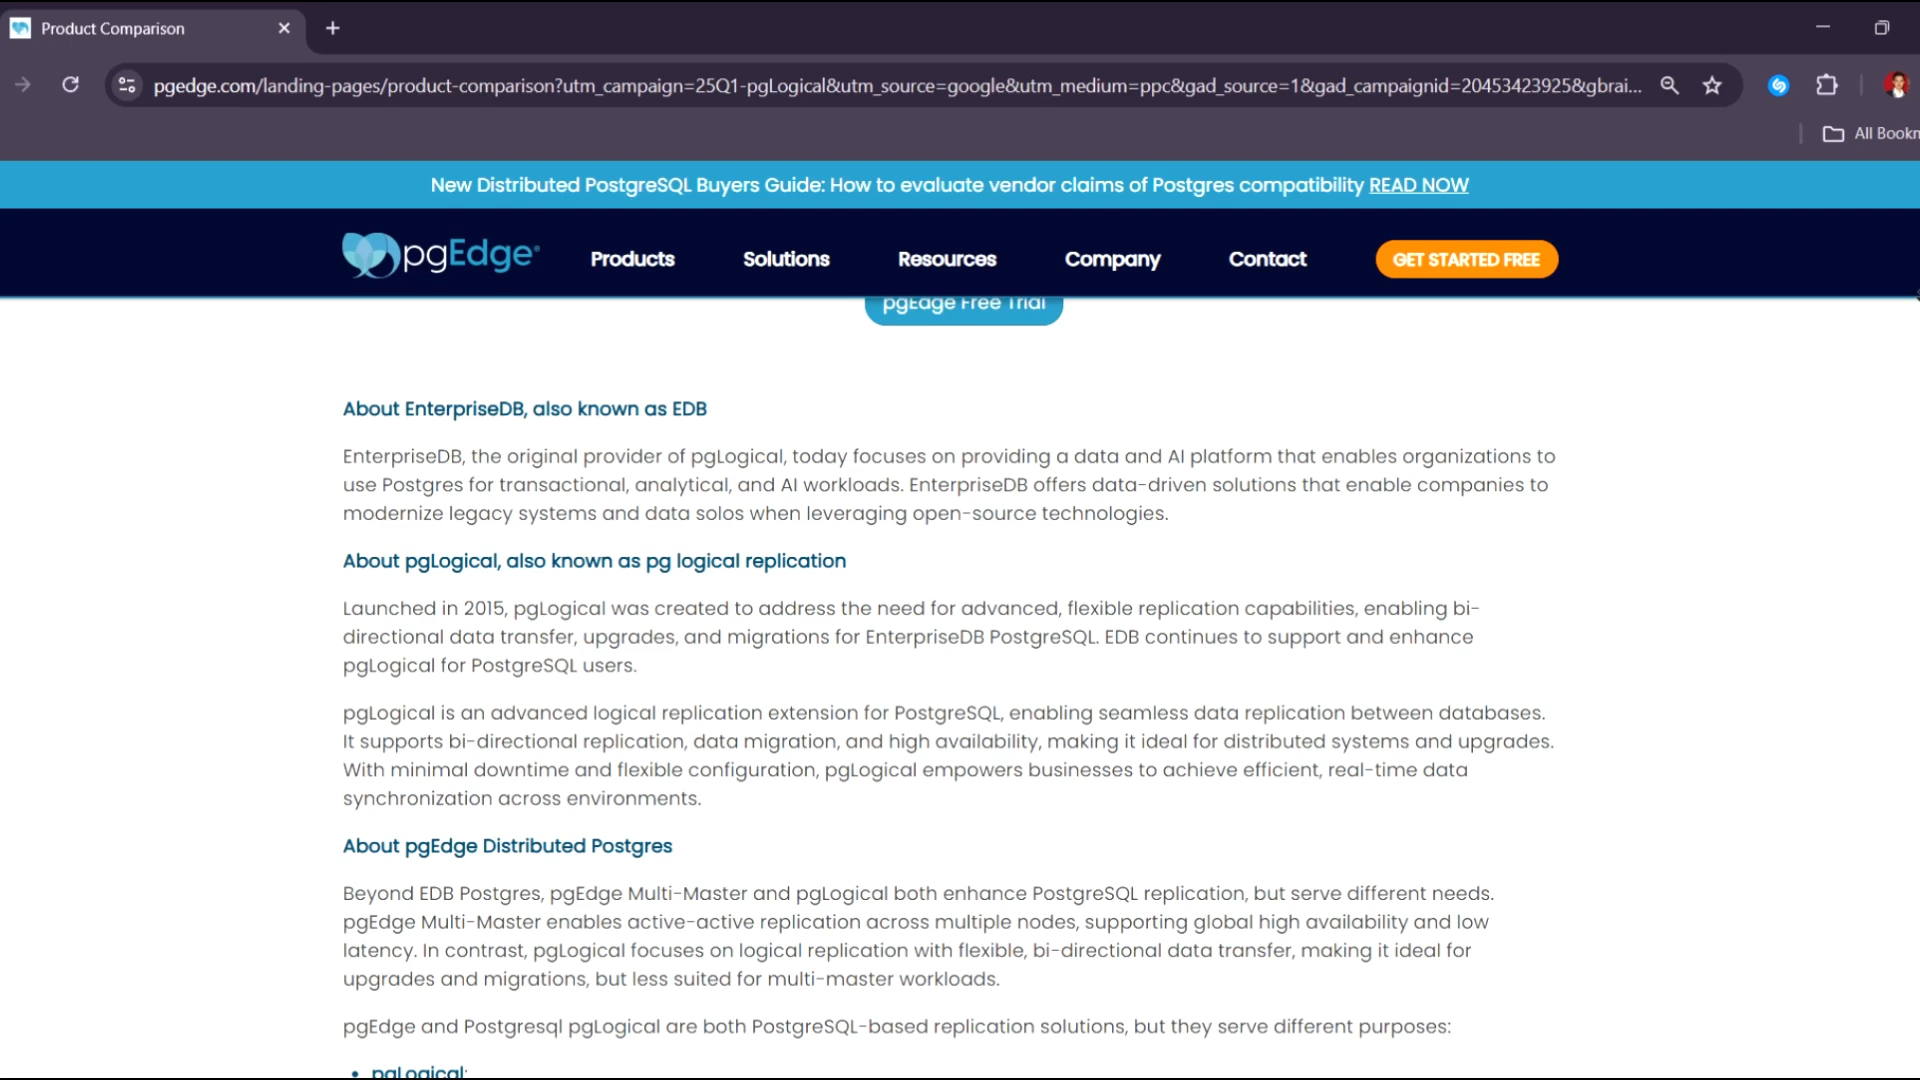 Product Comparison
pgedge.com/landing-pages/product-comparison?utm_campaign=25Q1-pgLogical&utm_source=google&utm_medium=ppc&gad_source=1&gad_campaignid=20453423925&gbrai...
All Bookm
New Distributed PostgreSQL Buyers Guide: How to evaluate vendor claims of Postgres compatibility READ NOW
pgEdge
Products
Solutions
Resources
Company
Contact
GET STARTED FREE
pgEdge Free Trial
About EnterpriseDB, also known as EDB
EnterpriseDB, the original provider of pgLogical, today focuses on providing a data and AI platform that enables organizations to
use Postgres for transactional, analytical, and AI workloads. EnterpriseDB offers data-driven solutions that enable companies to
modernize legacy systems and data solos when leveraging open-source technologies.
About pgLogical, also known as pg logical replication
Launched in 2015, pgLogical was created to address the need for advanced, flexible replication capabilities, enabling bi-
directional data transfer, upgrades, and migrations for EnterpriseDB PostgreSQL. EDB continues to support and enhance
pgLogical for PostgreSQL users.
pgLogical is an advanced logical replication extension for PostgreSQL, enabling seamless data replication between databases.
It supports bi-directional replication, data migration, and high availability, making it ideal for distributed systems and upgrades.
With minimal downtime and flexible configuration, pgLogical empowers businesses to achieve efficient, real-time data
synchronization across environments.
About pgEdge Distributed Postgres
Beyond EDB Postgres, pgEdge Multi-Master and pgLogical both enhance PostgreSQL replication, but serve different needs.
pgEdge Multi-Master enables active-active replication across multiple nodes, supporting global high availability and low
latency. In contrast, pgLogical focuses on logical replication with flexible, bi-directional data transfer, making it ideal for
upgrades and migrations, but less suited for multi-master workloads.
pgEdge and Postgresql pgLogical are both PostgreSQL-based replication solutions, but they serve different purposes:
• pgLogical: